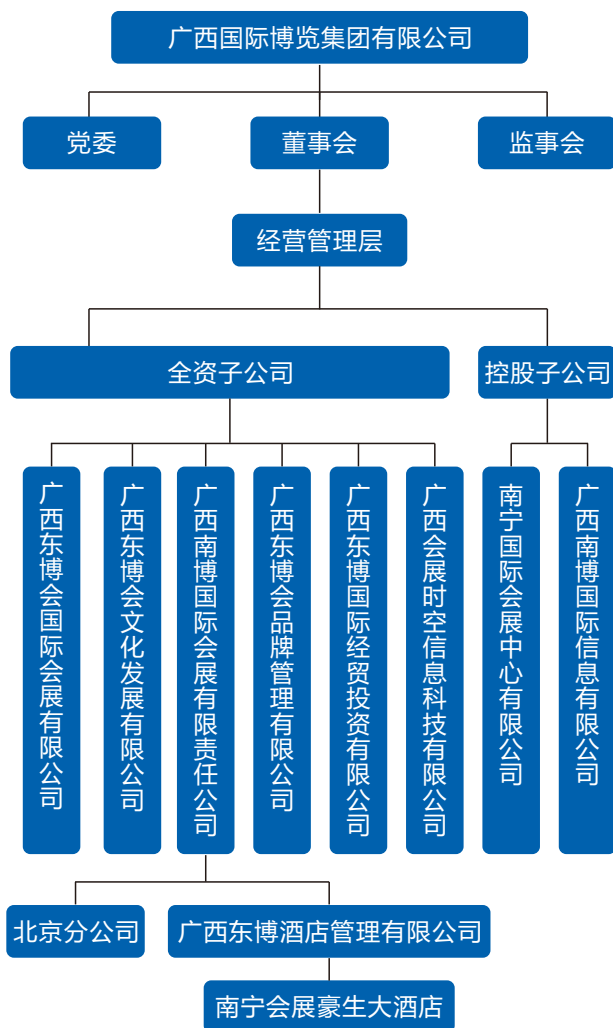 广西国际博览集团有限公司
党委
董事会
监事会
经营管理层
全资子公司
控股子公司
广西东博会国际会展有限公司
广西东博会文化发展有限公司
广西南博国际会展有限责任公司
广西东博会品牌管理有限公司
广西东博国际经贸投资有限公司
广西会展时空信息科技有限公司
南宁国际会展中心有限公司
广西南博国际信息有限公司
北京分公司
广西东博酒店管理有限公司
南宁会展豪生大酒店